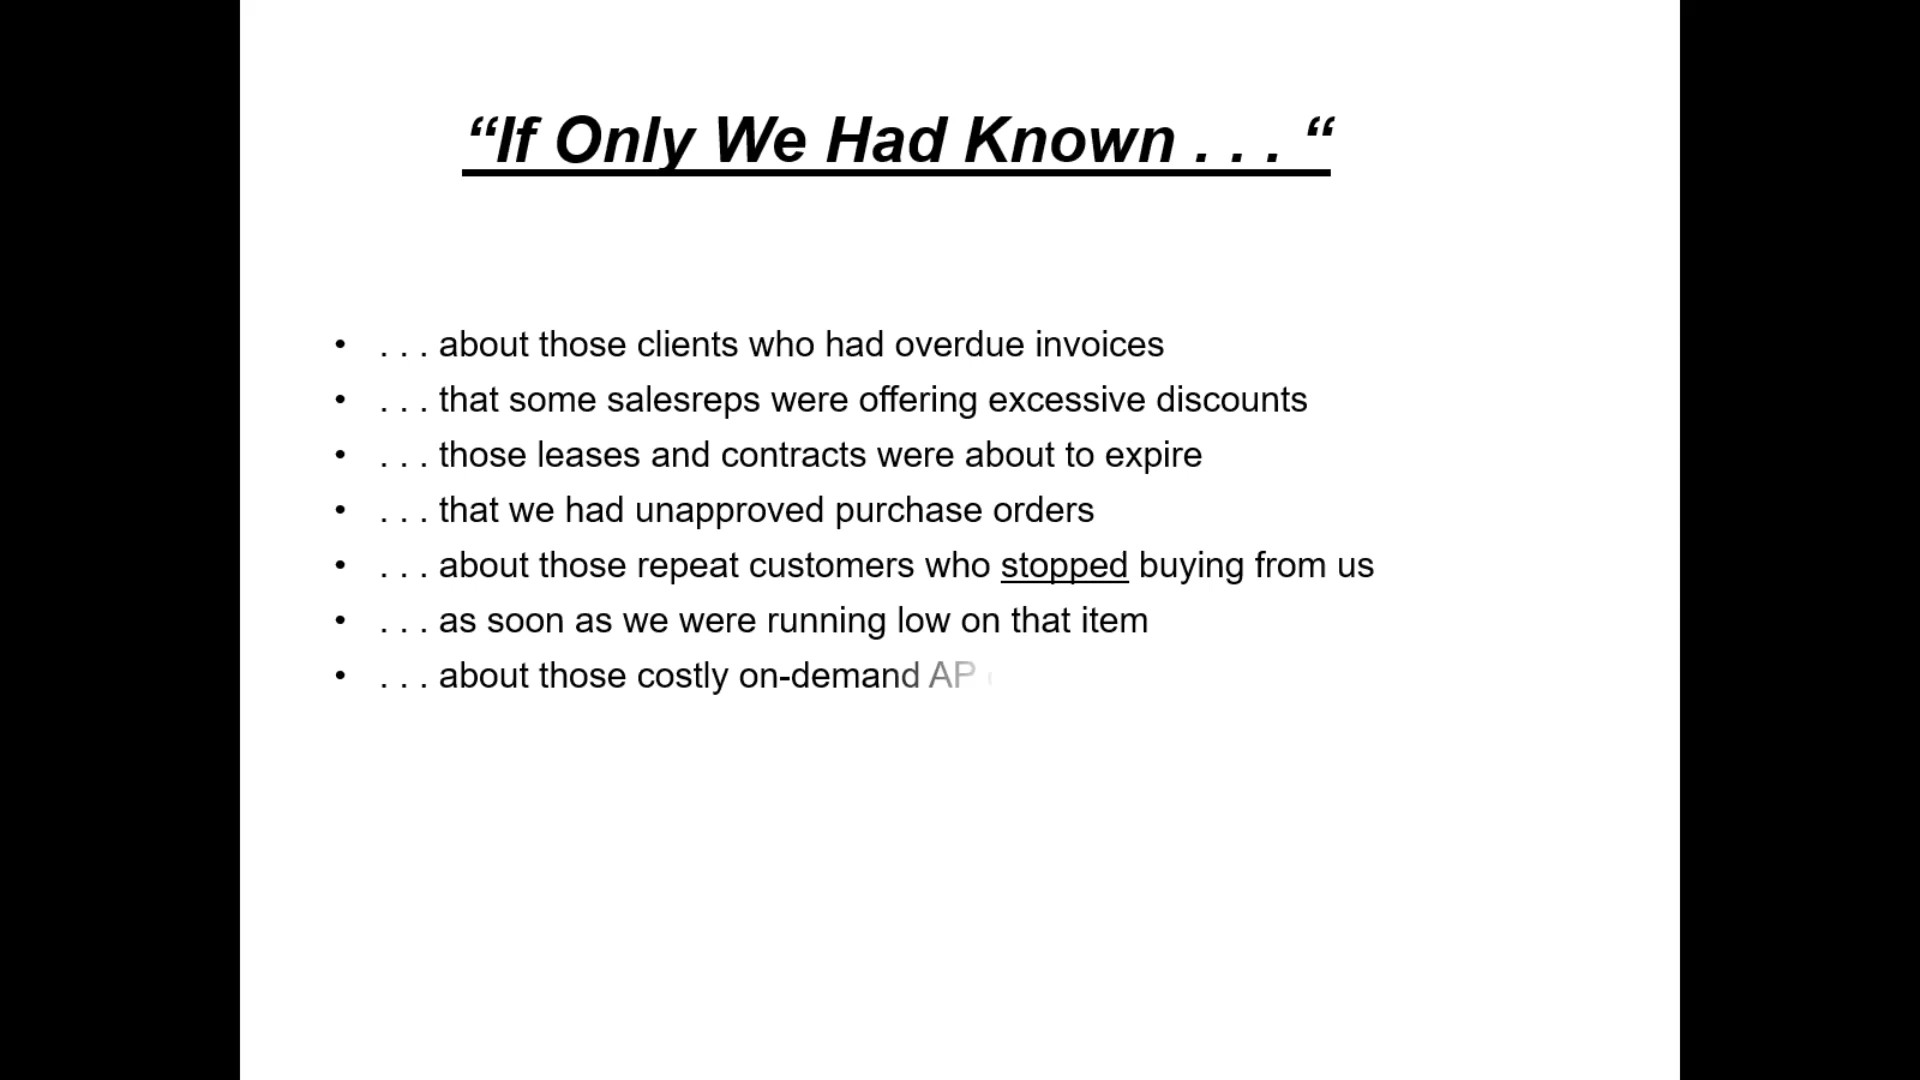 “If Only We Had Known . . . “
• . . . about those clients who had overdue invoices
• . . . that some salesreps were offering excessive discounts
• . . . those leases and contracts were about to expire
• . . . that we had unapproved purchase orders
• . . . about those repeat customers who stopped buying from us
• . . . as soon as we were running low on that item
• . . . about those costly on-demand AP